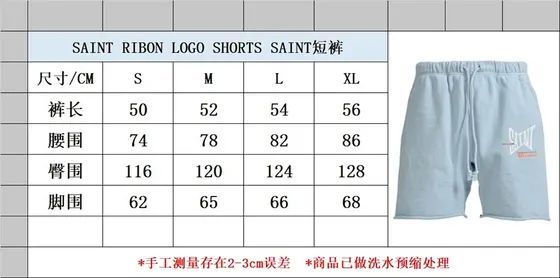 SAINT RIBON LOGO SHORTS SAINT短裤
尺寸/CM S M L XL
裤长 50 52 54 56
腰围 74 78 82 86
臀围 116 120 124 128
脚围 62 65 66 68
SAINT
*手工测量存在2-3cm误差 *商品已做洗水预缩处理